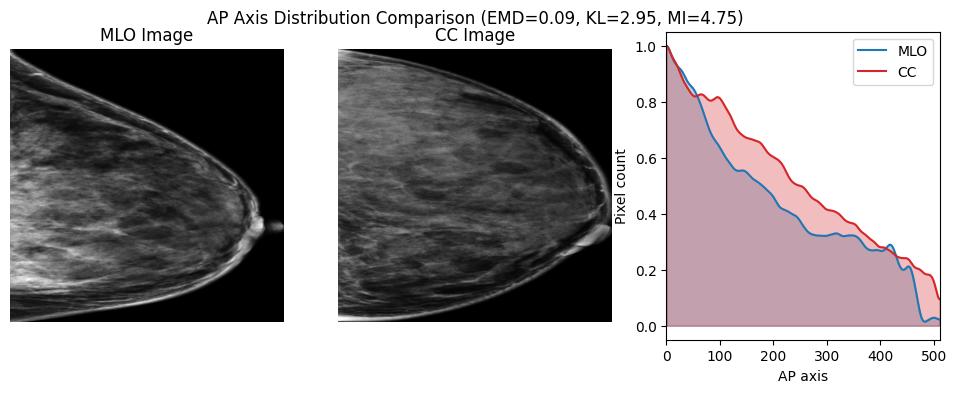 AP Axis Distribution Comparison (EMD=0.09, KL=2.95, MI=4.75)
MLO Image
CC Image
MLO
CC
Pixel count
1.0
0.8
0.6
0.4
0.2
0.0
0 100 200 300 400 500
AP axis